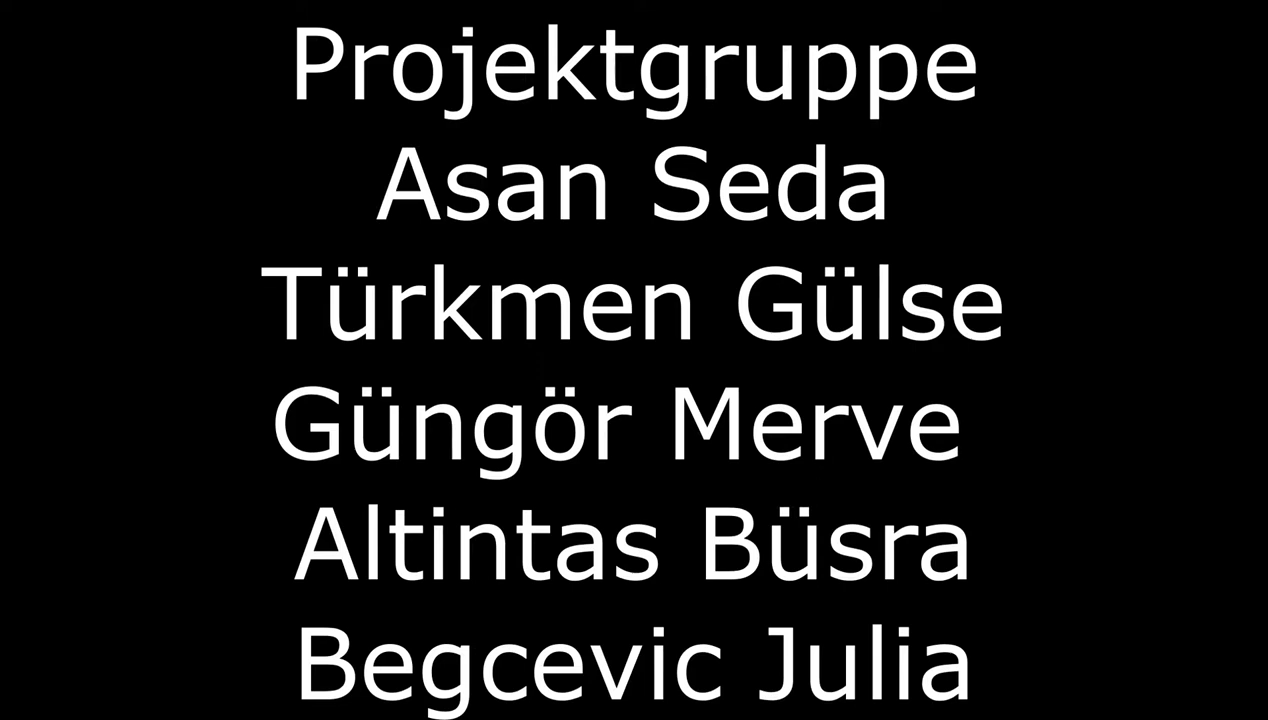 Projektgruppe
Asan Seda
Türkmen Gülse
Güngör Merve
Altintas Büsra
Begcevic Julia